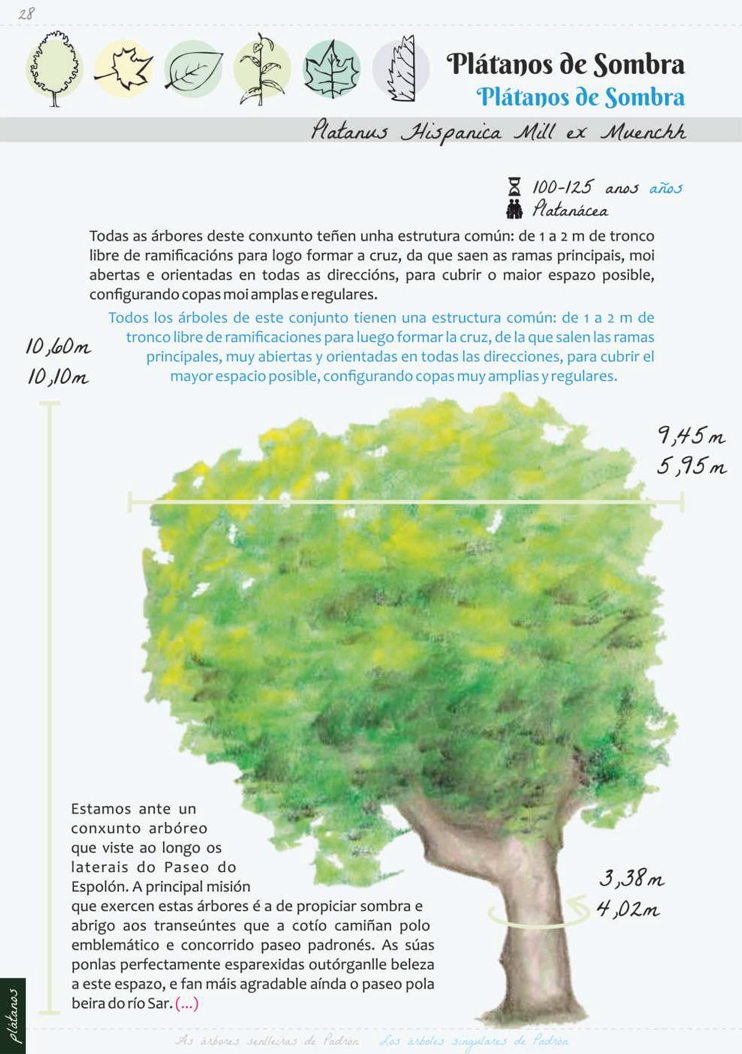 28
Plátanos de Sombra
Plátanos de Sombra
Platanus Hispanica Mill ex Muenchh
100-125 anos años
Platanácea
Todas as árbores deste conxunto teñen unha estrutura común: de 1 a 2 m de tronco
libre de ramificacións para logo formar a cruz, da que saen as ramas principais, moi
abertas e orientadas en todas as direccións, para cubrir o maior espazo posible,
configurando copas moi amplas e regulares.
Todos los árboles de este conjunto tienen una estructura común: de 1 a 2 m de
tronco libre de ramificaciones para luego formar la cruz, de la que salen las ramas
principales, muy abiertas y orientadas en todas las direcciones, para cubrir el
mayor espacio posible, configurando copas muy amplias y regulares.
10,60m
10,10m
9,45m
5,95m
Estamos ante un
conxunto arbóreo
que viste ao longo os
laterais do Paseo do
Espolón. A principal misión
que exercen estas árbores é a de propiciar sombra e
abrigo aos transeúntes que a cotío camiñan polo
emblemático e concorrido paseo padronés. As súas
ponlas perfectamente esparexidas outórganlle beleza
a este espazo, e fan máis agradable aínda o paseo pola
beira do río Sar. (...)
3,38m
4,02m
plátanos
As árbores senlleiras de Padrón Los árboles singulares de Padrón